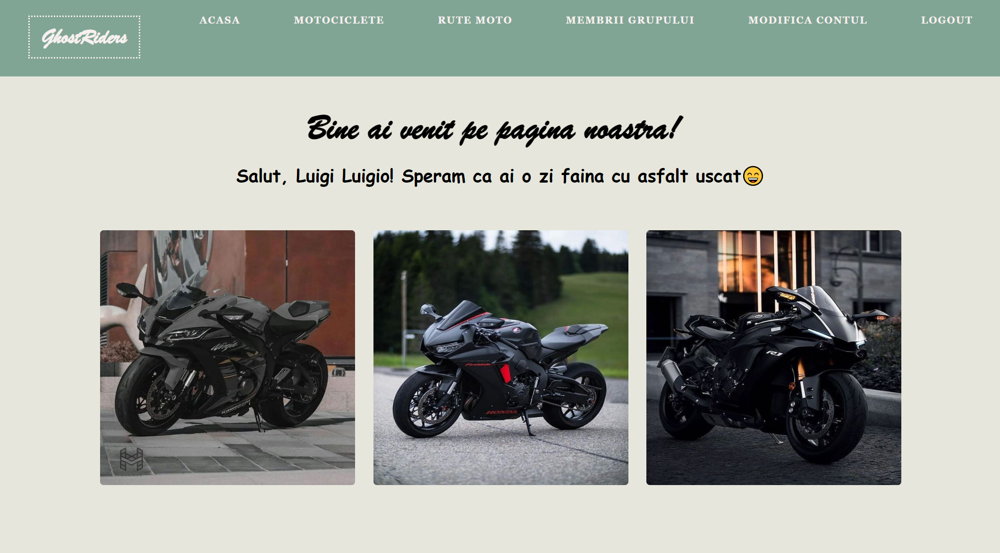 GhostRiders
ACASA
MOTOCICLETE
RUTE MOTO
MEMBRII GRUPULUI
MODIFICA CONTUL
LOGOUT
Bine ai venit pe pagina noastra!
Salut, Luigi Luigio! Speram ca ai o zi faina cu asfalt uscat😄
Ninja
Kawasaki
Fireblade
HONDA
R1